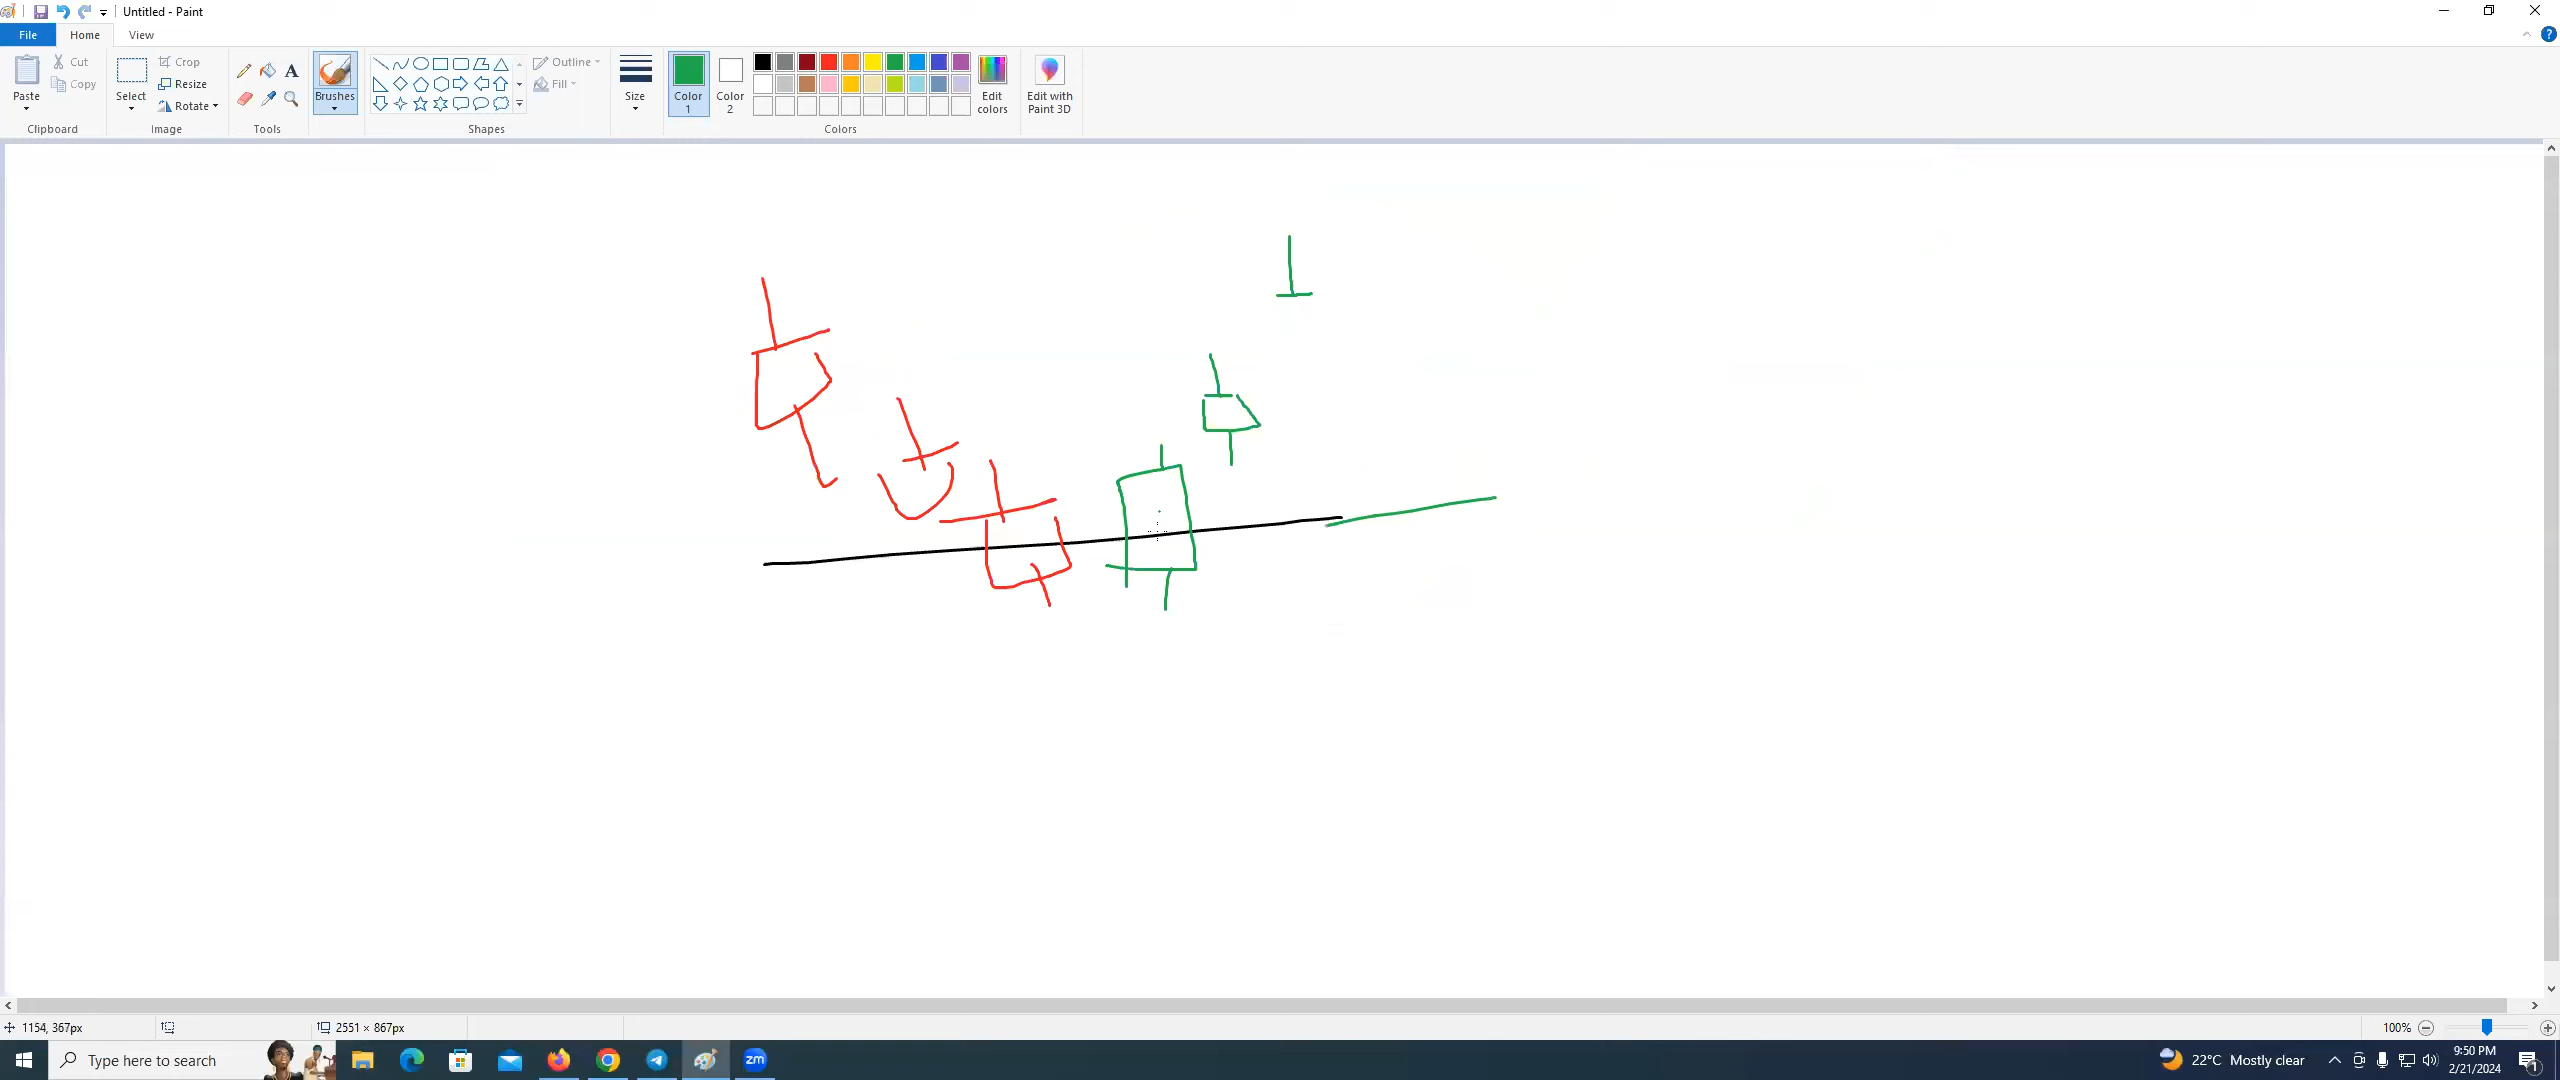 Untitled - Paint
File
Home
View
Paste
Cut
Copy
Clipboard
Select
Crop
Resize
Rotate
Image
A
Tools
Brushes
Outline
Fill
Shapes
Size
Color 1
Color 2
Edit colors
Colors
Edit with Paint 3D
1154, 367px
2551 × 867px
100%
Type here to search
zm
22°C Mostly clear
9:50 PM
2/21/2024
1